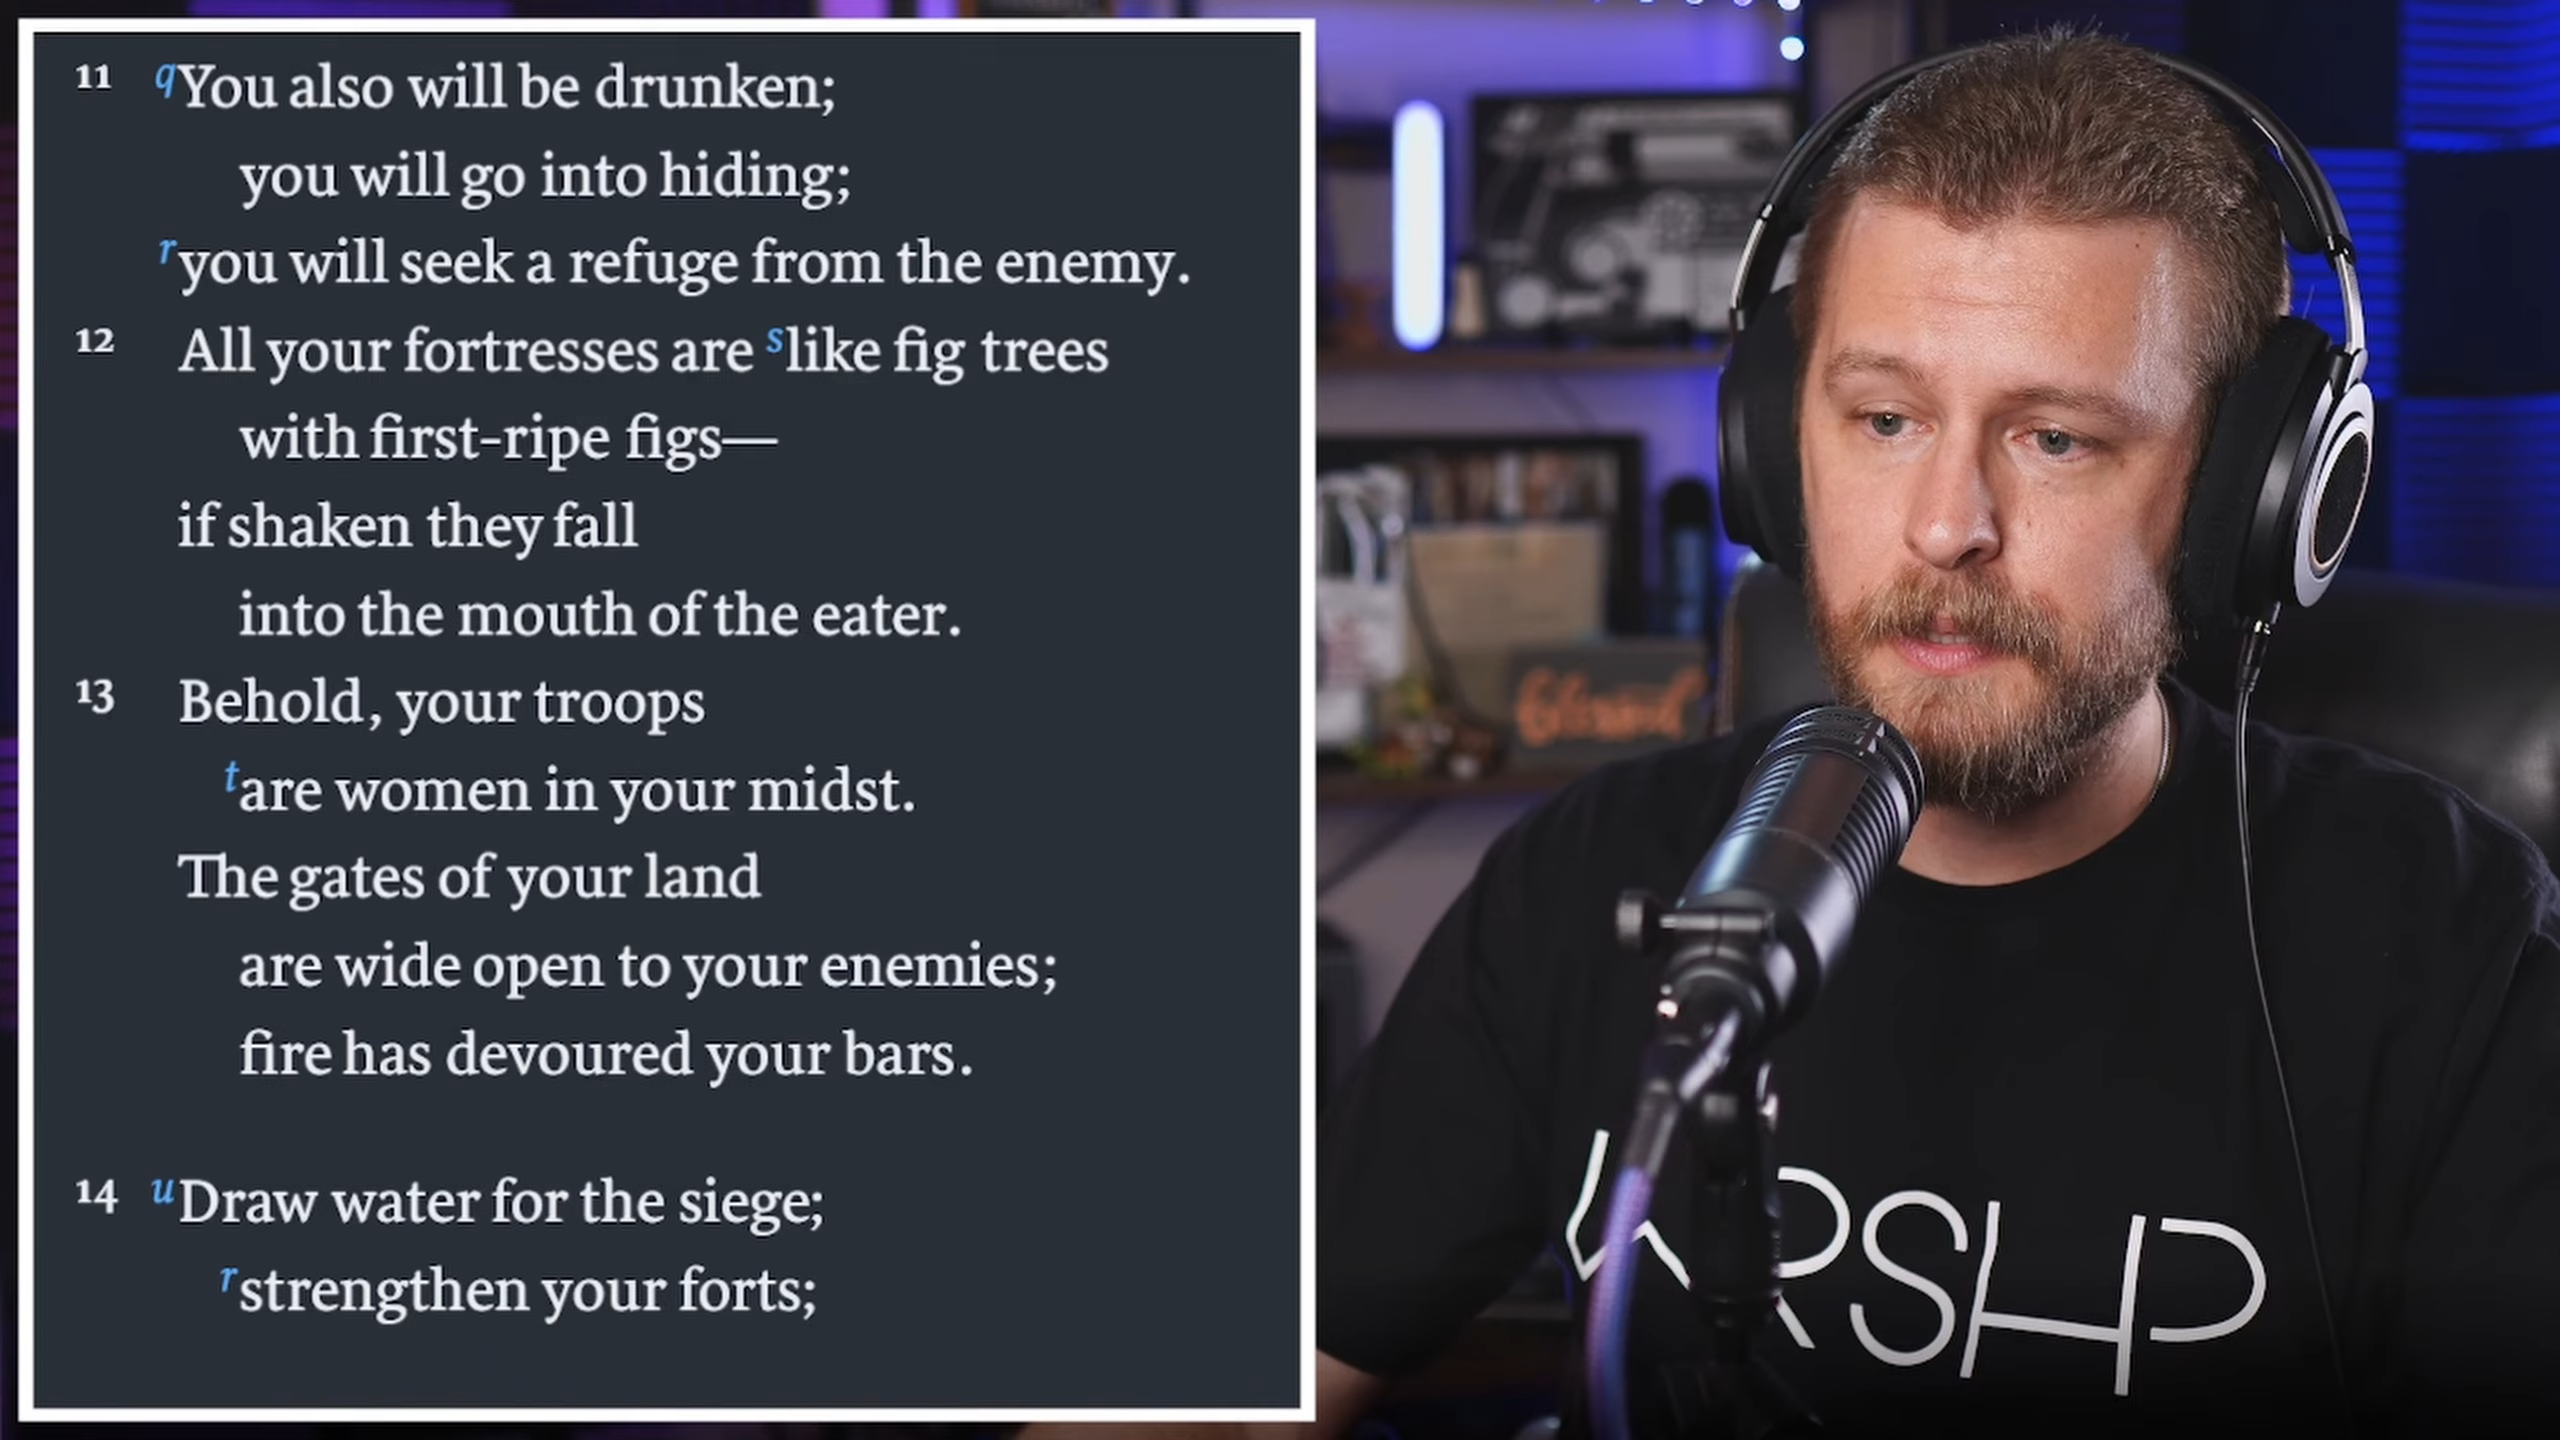 11 qYou also will be drunken;
you will go into hiding;
ryou will seek a refuge from the enemy.
12 All your fortresses are slike fig trees
with first-ripe figs—
if shaken they fall
into the mouth of the eater.
13 Behold, your troops
tare women in your midst.
The gates of your land
are wide open to your enemies;
fire has devoured your bars.
14 uDraw water for the siege;
rstrengthen your forts;
blessed
WRSHP